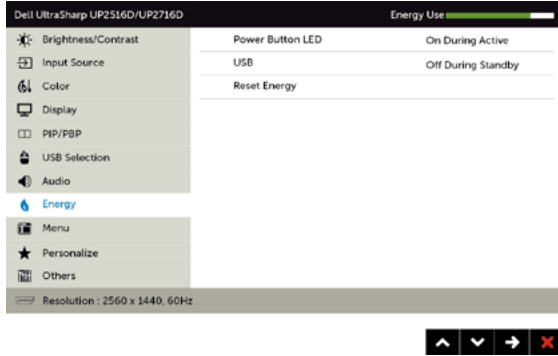 Dell UltraSharp UP2516D/UP2716D Energy Use
Brightness/Contrast Power Button LED On During Active
Input Source USB Off During Standby
Color Reset Energy
Display
PIP/PBP
USB Selection
Audio
Energy
Menu
Personalize
Others
Resolution : 2560 x 1440, 60Hz